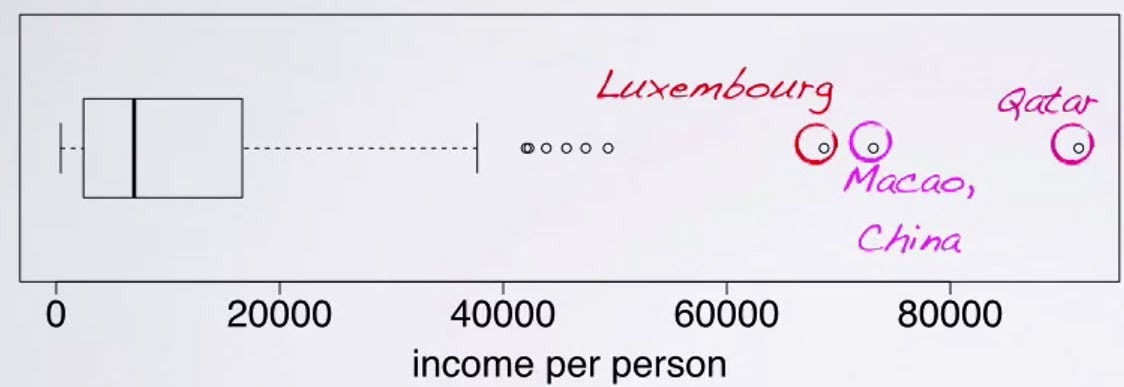 Luxembourg
Qatar
Macao,
China
0 20000 40000 60000 80000
income per person